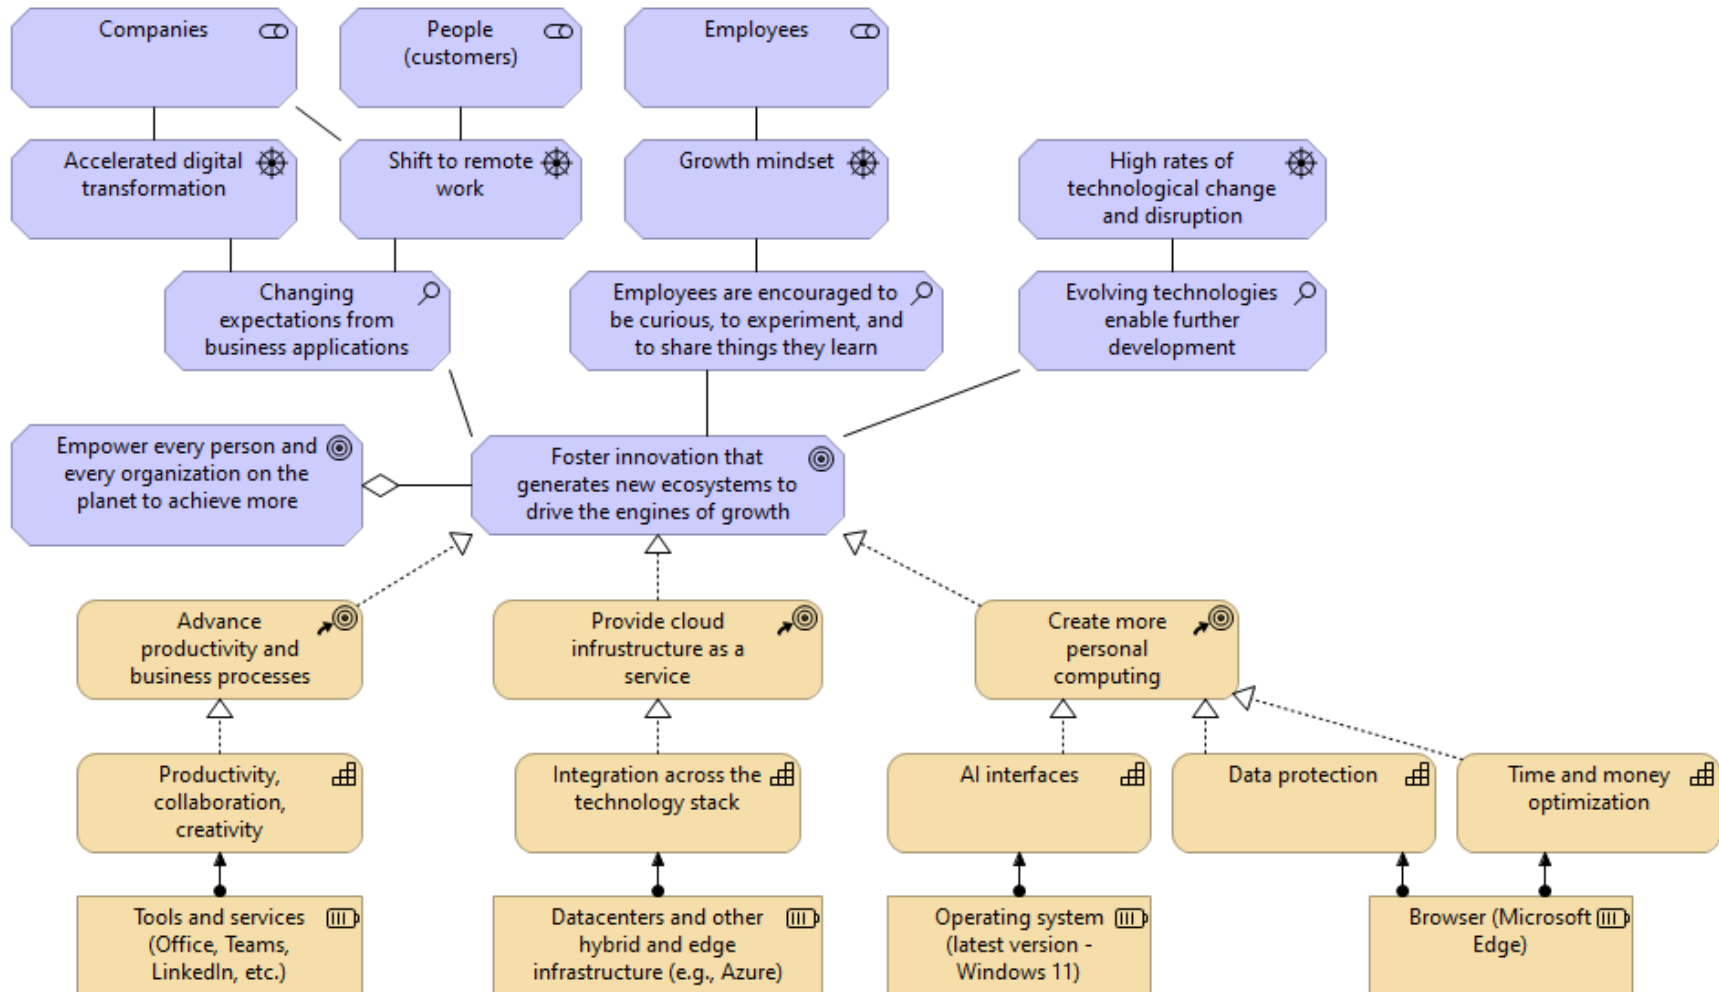 Companies
People
(customers)
Employees
Accelerated digital
transformation
Shift to remote
work
Growth mindset
High rates of
technological change
and disruption
Changing
expectations from
business applications
Employees are encouraged to
be curious, to experiment, and
to share things they learn
Evolving technologies
enable further
development
Empower every person and
every organization on the
planet to achieve more
Foster innovation that
generates new ecosystems to
drive the engines of growth
Advance
productivity and
business processes
Provide cloud
infrustructure as a
service
Create more
personal
computing
Productivity,
collaboration,
creativity
Integration across the
technology stack
AI interfaces
Data protection
Time and money
optimization
Tools and services
(Office, Teams,
LinkedIn, etc.)
Datacenters and other
hybrid and edge
infrastructure (e.g., Azure)
Operating system
(latest version -
Windows 11)
Browser (Microsoft
Edge)